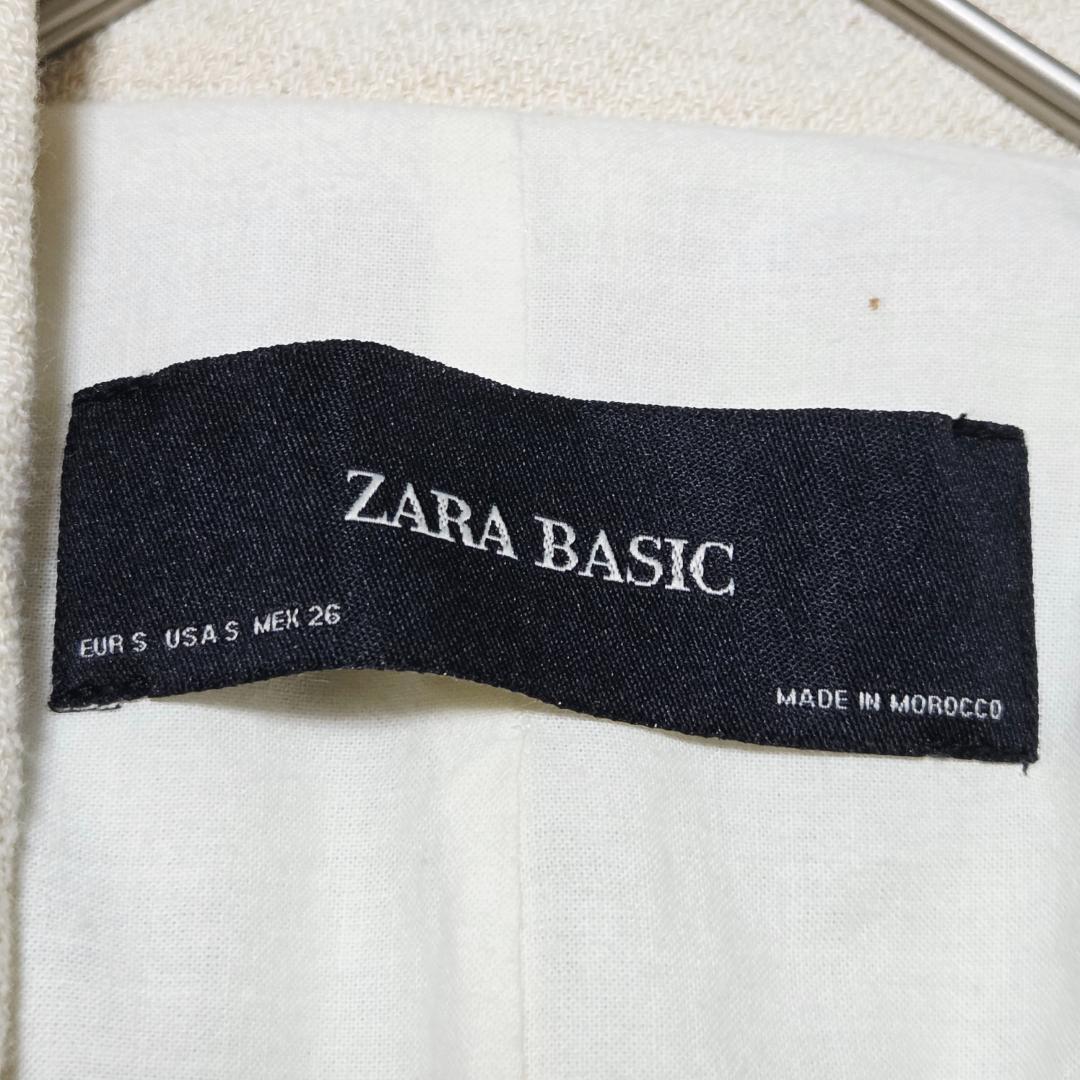 ZARA BASIC
EUR S USA S MEX 26
MADE IN MOROCCO